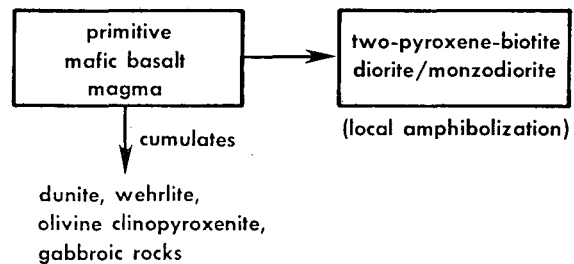 primitive
mafic basalt
magma
two-pyroxene-biotite
diorite/monzodiorite
(local amphibolization)
cumulates
dunite, wehrlite,
olivine clinopyroxenite,
gabbroic rocks